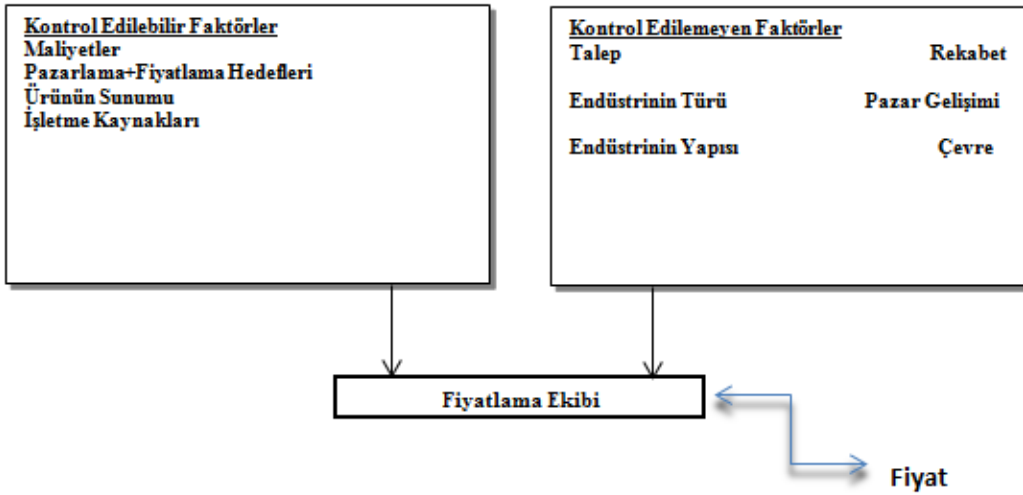 Kontrol Edilebilir Faktörler
Maliyetler
Pazarlama+Fiyatlama Hedefleri
Ürünün Sunumu
İşletme Kaynakları
Kontrol Edilemeyen Faktörler
Talep Rekabet
Endüstrinin Türü Pazar Gelişimi
Endüstrinin Yapısı Çevre
Fiyatlama Ekibi
Fiyat